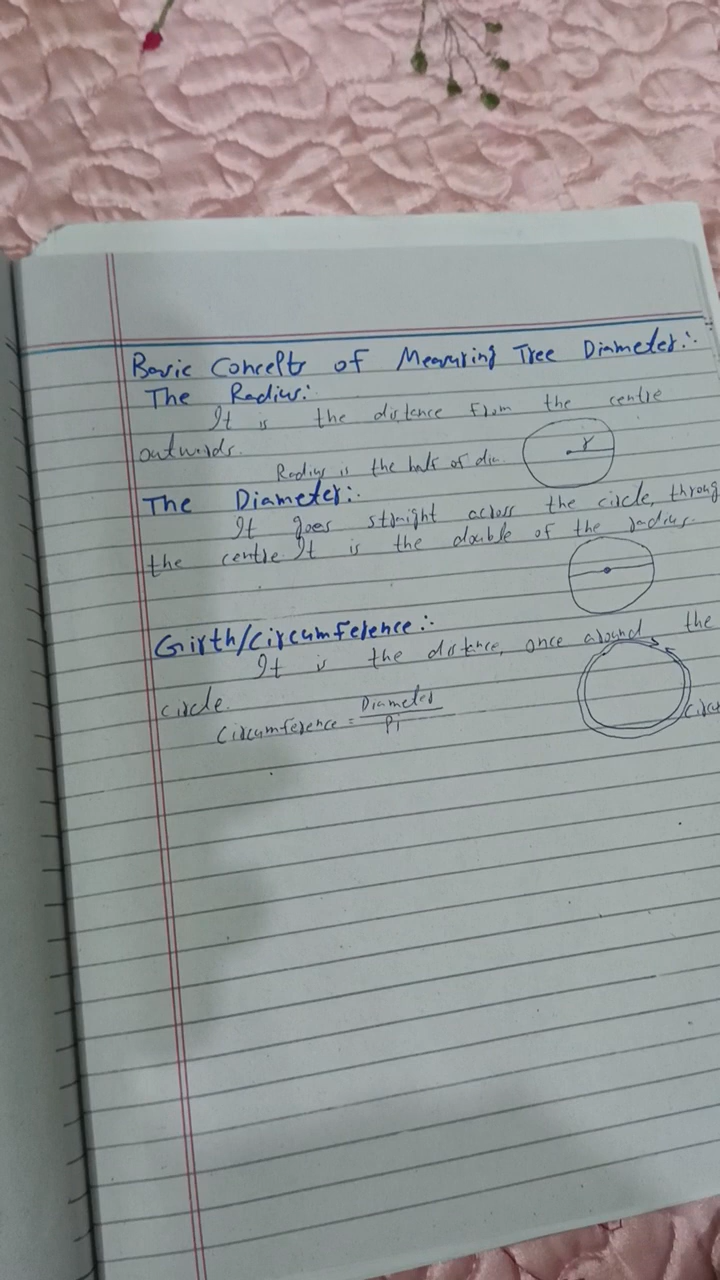 Basic Concepts of Measuring Tree Diameter:.
The Radius:
It is the distance From the centre
outwards.
r
Radius is the half of dia.
The Diameter:.
It goes straight across the circle, throug
the centre. It is the double of the radius.
Girth/Circumference:.
It is the distance, once around the
circle.
Circumference = Diameter / Pi
Circu